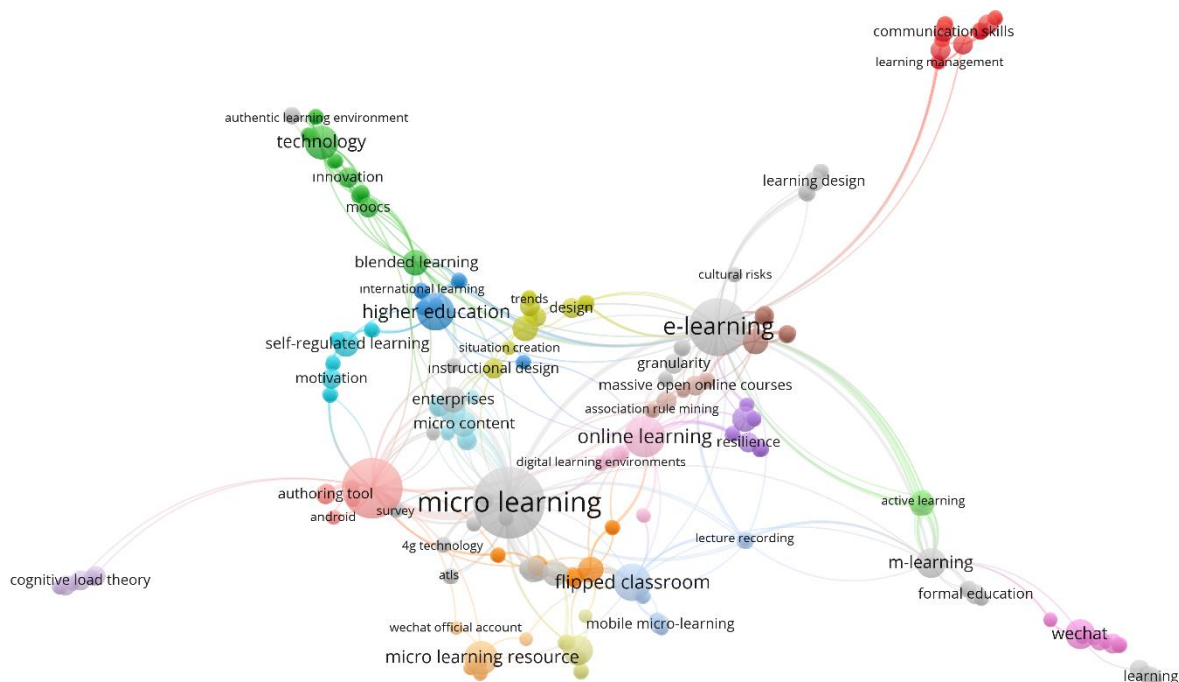 communication skills
learning management
authentic learning environment
technology
innovation
learning design
moocs
blended learning
cultural risks
international learning
trends
design
higher education
e-learning
self-regulated learning
situation creation
granularity
instructional design
motivation
massive open online courses
enterprises
association rule mining
micro content
online learning
resilience
digital learning environments
authoring tool
micro learning
active learning
survey
android
lecture recording
4g technology
m-learning
atls
cognitive load theory
flipped classroom
formal education
mobile micro-learning
wechat official account
wechat
micro learning resource
learning